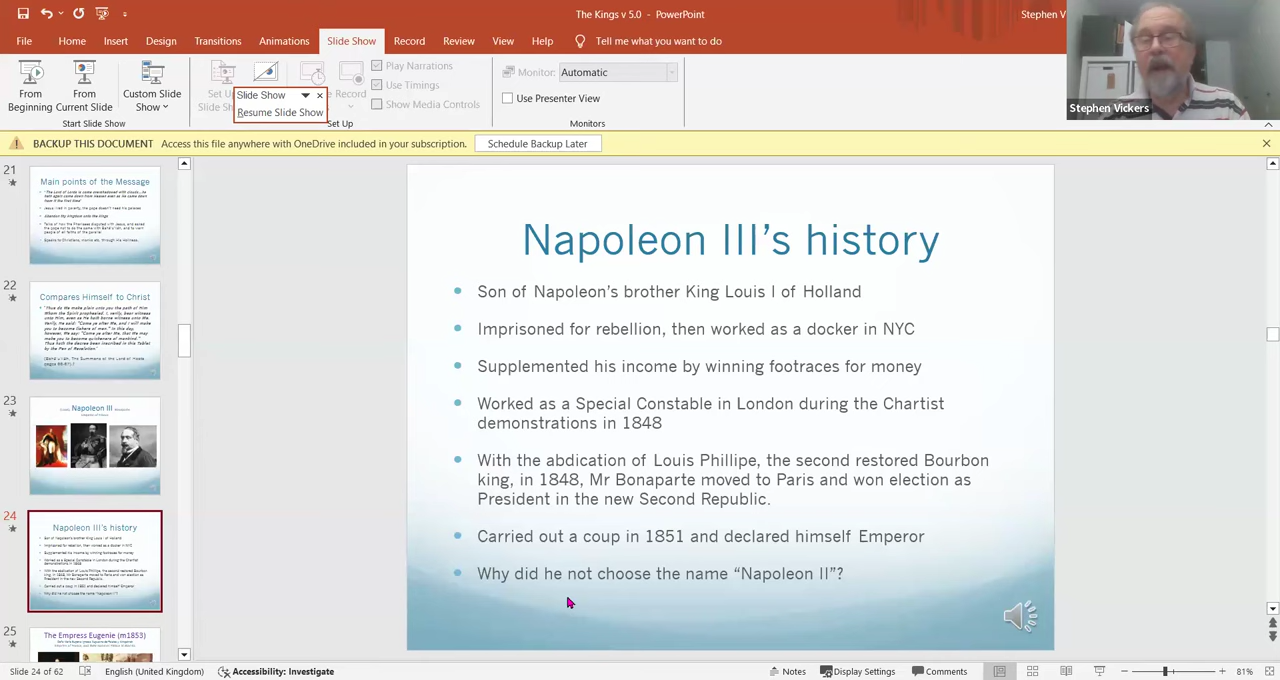 The Kings v 5.0 - PowerPoint
Stephen V
File Home Insert Design Transitions Animations Slide Show Record Review View Help Tell me what you want to do
From Beginning
From Current Slide
Custom Slide Show
Start Slide Show
Slide Show
Resume Slide Show
Set Up
Play Narrations
Use Timings
Show Media Controls
Monitor: Automatic
Use Presenter View
Monitors
Stephen Vickers
BACKUP THIS DOCUMENT Access this file anywhere with OneDrive included in your subscription. Schedule Backup Later
21
Main points of the Message
22
Compares Himself to Christ
23
Napoleon III
24
Napoleon III's history
25
The Empress Eugenie (m1853)
Napoleon III's history
Son of Napoleon's brother King Louis I of Holland
Imprisoned for rebellion, then worked as a docker in NYC
Supplemented his income by winning footraces for money
Worked as a Special Constable in London during the Chartist
demonstrations in 1848
With the abdication of Louis Phillipe, the second restored Bourbon
king, in 1848, Mr Bonaparte moved to Paris and won election as
President in the new Second Republic.
Carried out a coup in 1851 and declared himself Emperor
Why did he not choose the name “Napoleon II”?
Slide 24 of 62 English (United Kingdom) Accessibility: Investigate Notes Display Settings Comments 81%